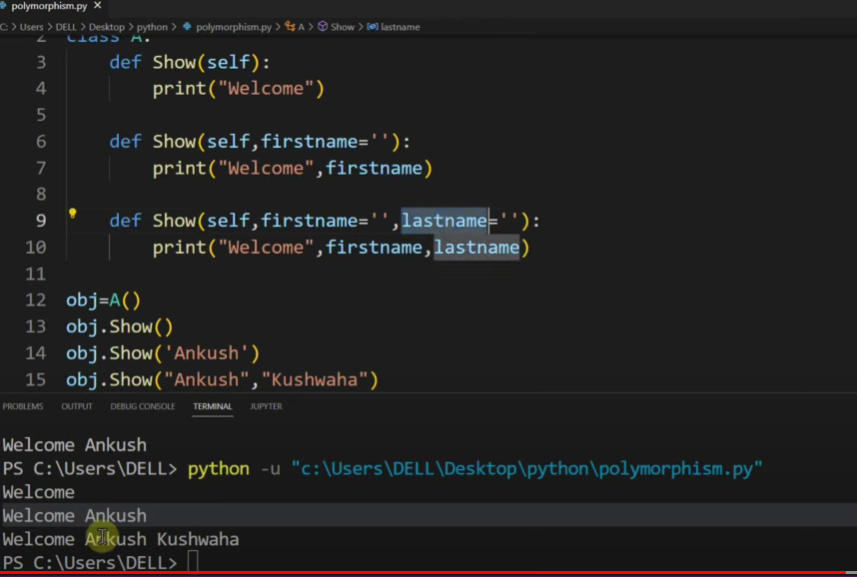 polymorphism.py ×
C: > Users > DELL > Desktop > python > polymorphism.py > A > Show > lastname
2 class A:
3 def Show(self):
4 print("Welcome")
5
6 def Show(self,firstname=''):
7 print("Welcome",firstname)
8
9 def Show(self,firstname='',lastname=''):
10 print("Welcome",firstname,lastname)
11
12 obj=A()
13 obj.Show()
14 obj.Show('Ankush')
15 obj.Show("Ankush","Kushwaha")
PROBLEMS OUTPUT DEBUG CONSOLE TERMINAL JUPYTER
Welcome Ankush
PS C:\Users\DELL> python -u "c:\Users\DELL\Desktop\python\polymorphism.py"
Welcome
Welcome Ankush
Welcome Ankush Kushwaha
PS C:\Users\DELL>